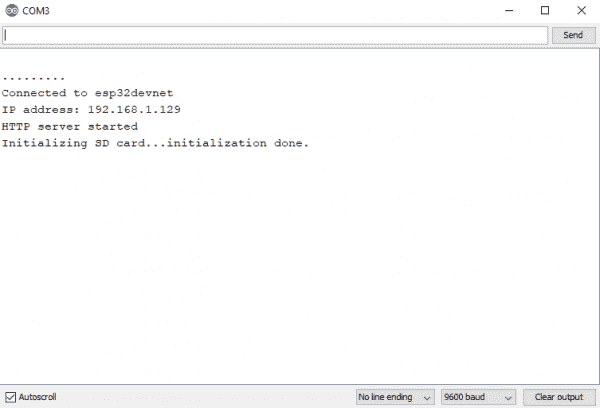 COM3
Send
.........
Connected to esp32devnet
IP address: 192.168.1.129
HTTP server started
Initializing SD card...initialization done.
Autoscroll
No line ending
9600 baud
Clear output